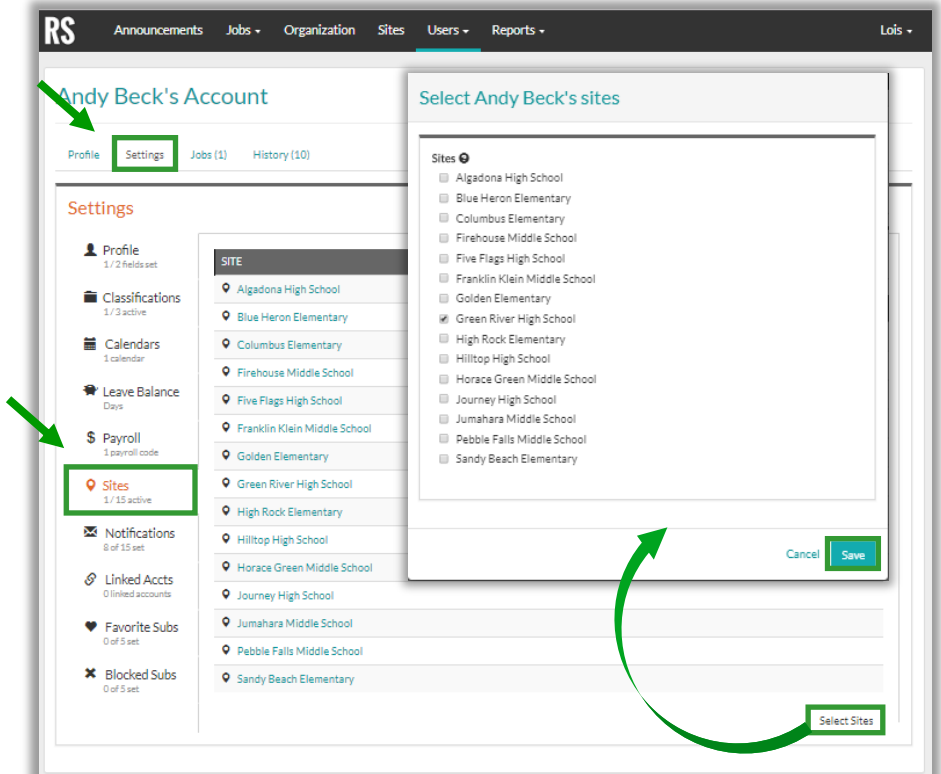 RS Announcements Jobs Organization Sites Users Reports Lois
Andy Beck's Account
Profile Settings Jobs (1) History (10)
Settings
Profile
1 / 2 fields set
Classifications
1 / 3 active
Calendars
1 calendar
Leave Balance
Days
$ Payroll
1 payroll code
Sites
1 / 15 active
Notifications
8 of 15 set
Linked Accts
0 linked accounts
Favorite Subs
0 of 5 set
Blocked Subs
0 of 5 set
SITE
Algadona High School
Blue Heron Elementary
Columbus Elementary
Firehouse Middle School
Five Flags High School
Franklin Klein Middle School
Golden Elementary
Green River High School
High Rock Elementary
Hilltop High School
Horace Green Middle School
Journey High School
Jumahara Middle School
Pebble Falls Middle School
Sandy Beach Elementary
Select Sites
Select Andy Beck's sites
Sites
Algadona High School
Blue Heron Elementary
Columbus Elementary
Firehouse Middle School
Five Flags High School
Franklin Klein Middle School
Golden Elementary
Green River High School
High Rock Elementary
Hilltop High School
Horace Green Middle School
Journey High School
Jumahara Middle School
Pebble Falls Middle School
Sandy Beach Elementary
Cancel Save